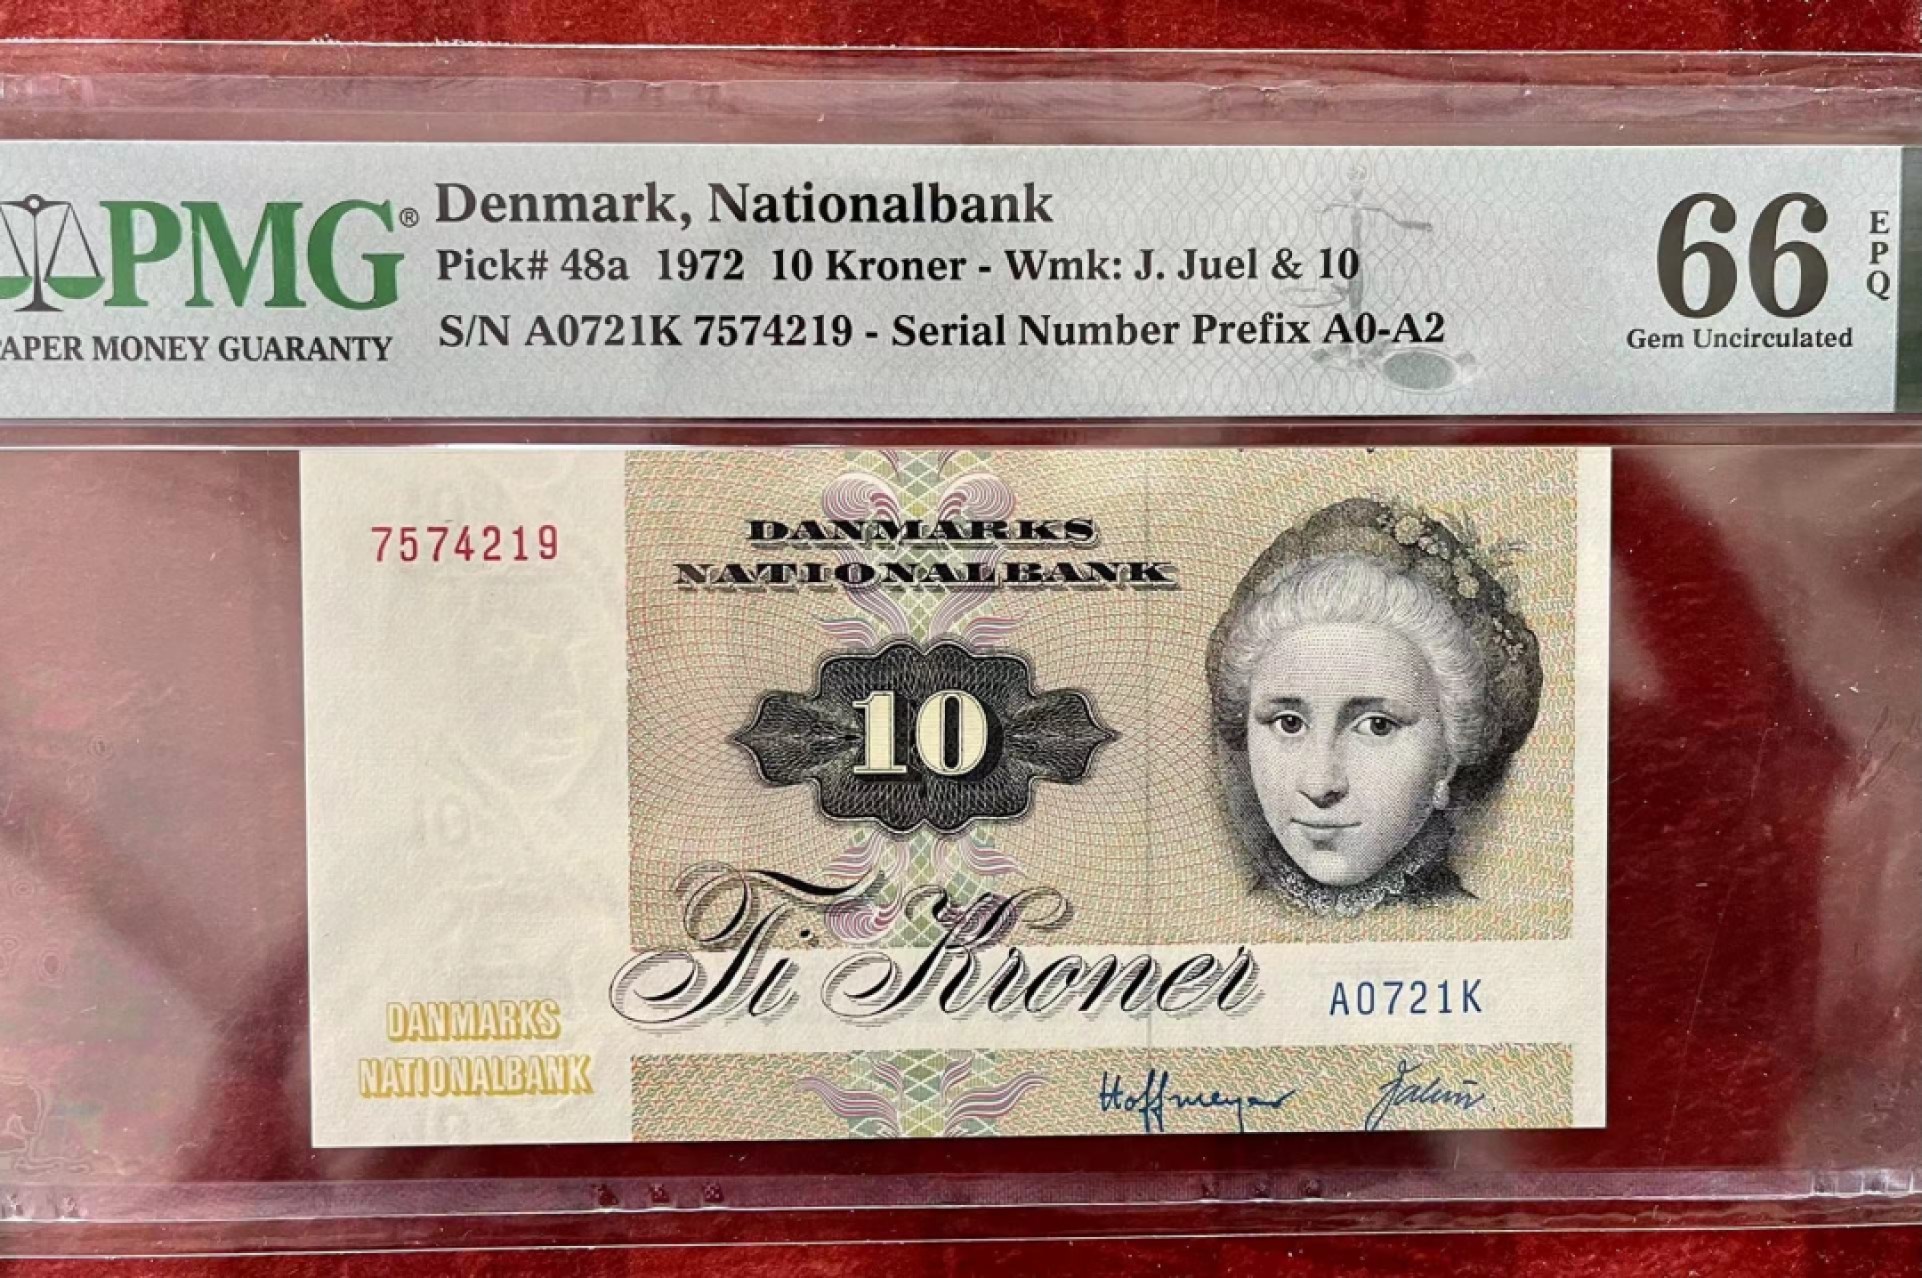 PMG®
PAPER MONEY GUARANTY
Denmark, Nationalbank
Pick# 48a 1972 10 Kroner - Wmk: J. Juel & 10
S/N A0721K 7574219 - Serial Number Prefix A0-A2
66
EPQ
Gem Uncirculated
7574219
DANMARKS
NATIONALBANK
10
Ti Kroner
A0721K
DANMARKS
NATIONALBANK
Hoffmeyer